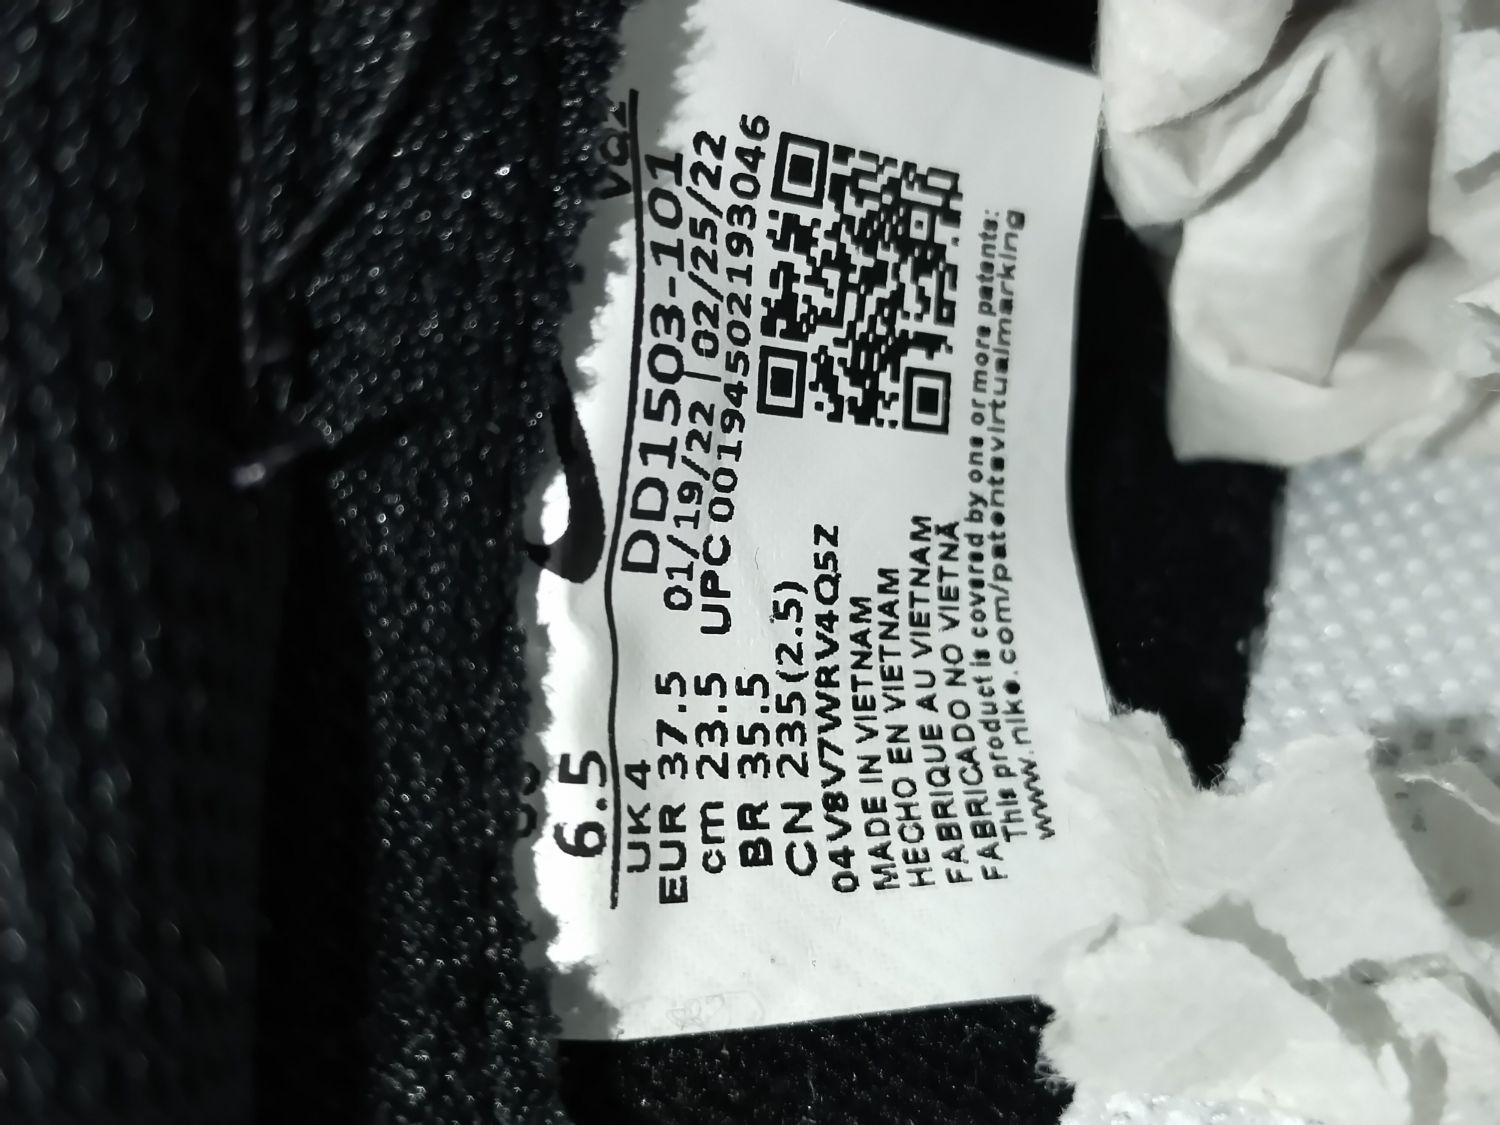 6.5
UK 4
EUR 37.5
cm 23.5
BR 35.5
CN 235(2.5)
DD1503-101
01/19/22 | 02/25/22
UPC 00194502193046
04V8V7WRV4Q5Z
MADE IN VIETNAM
HECHO EN VIETNAM
FABRIQUE AU VIETNAM
FABRICADO NO VIETNÃ
This product is covered by one or more patents:
www.nike.com/patentsvirtualmarking